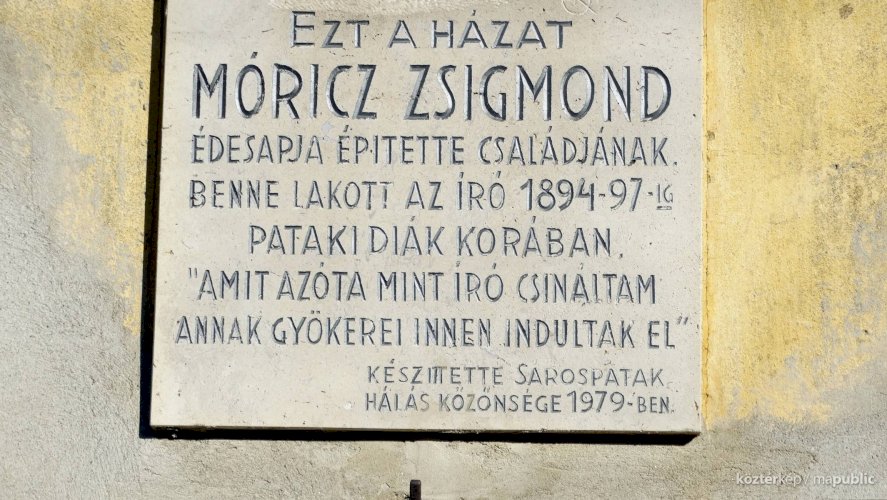 EZT A HÁZAT
MÓRICZ ZSIGMOND
ÉDESAPJA ÉPITETTE CSALÁDJÁNAK.
BENNE LAKOTT AZ ÍRÓ 1894-97-IG
PATAKI DIÁK KORÁBAN.
"AMIT AZÓTA MINT ÍRÓ CSINÁLTAM
ANNAK GYÖKEREI INNEN INDULTAK EL"
KÉSZITETTE SAROSPATAK
HÁLÁS KÖZÖNSÉGE 1979-BEN.
köztérkép / mapublic